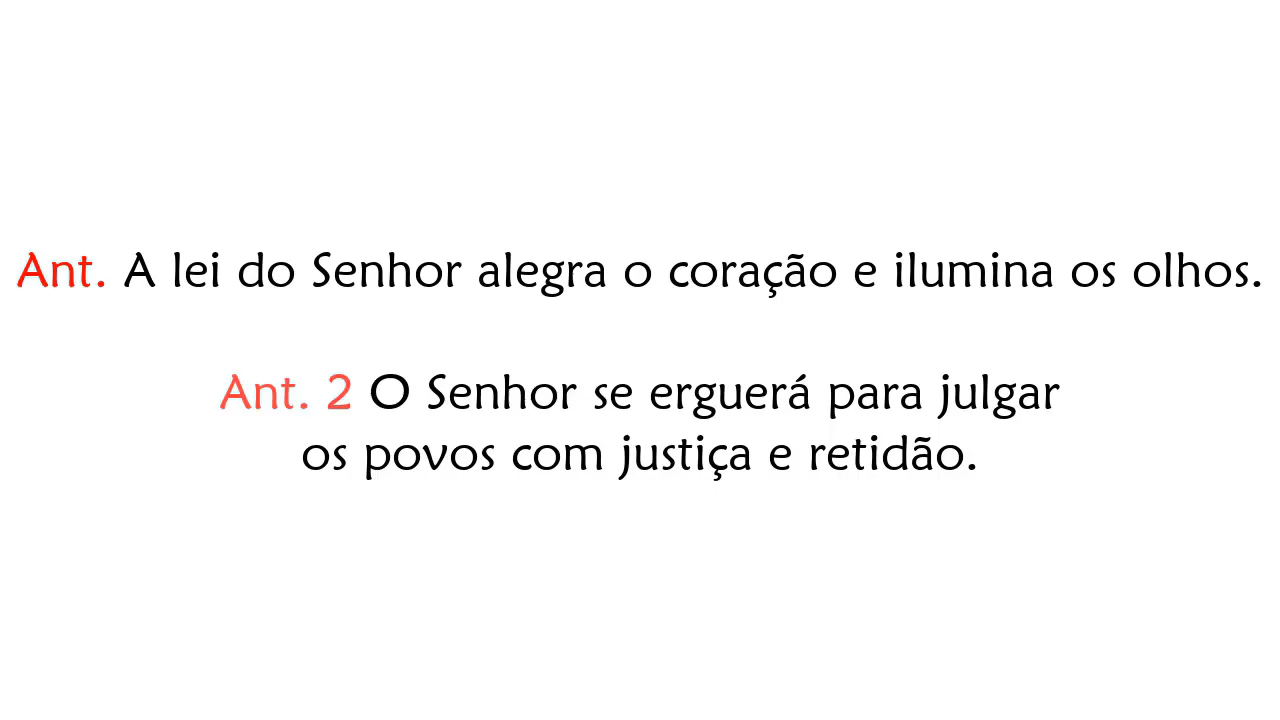 Ant. A lei do Senhor alegra o coração e ilumina os olhos.
Ant. 2 O Senhor se erguerá para julgar
os povos com justiça e retidão.